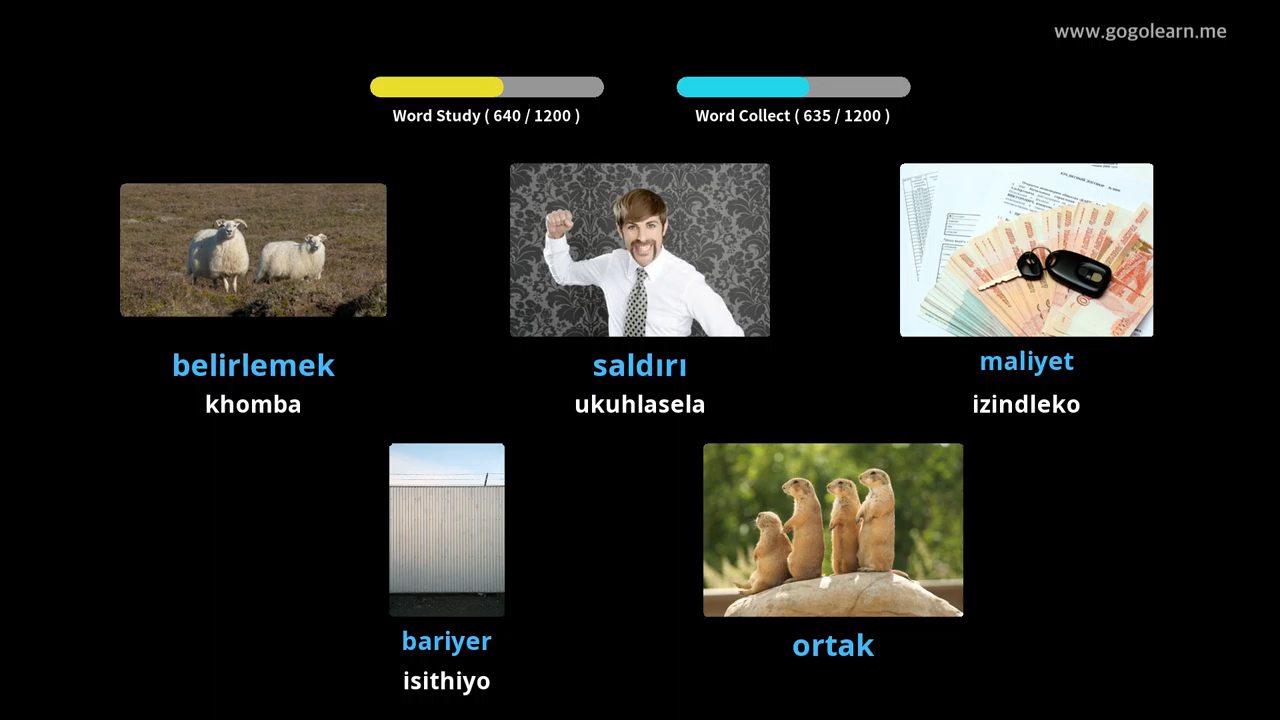 www.gogolearn.me
Word Study ( 640 / 1200 )
Word Collect ( 635 / 1200 )
belirlemek
khomba
saldırı
ukuhlasela
maliyet
izindleko
bariyer
isithiyo
ortak